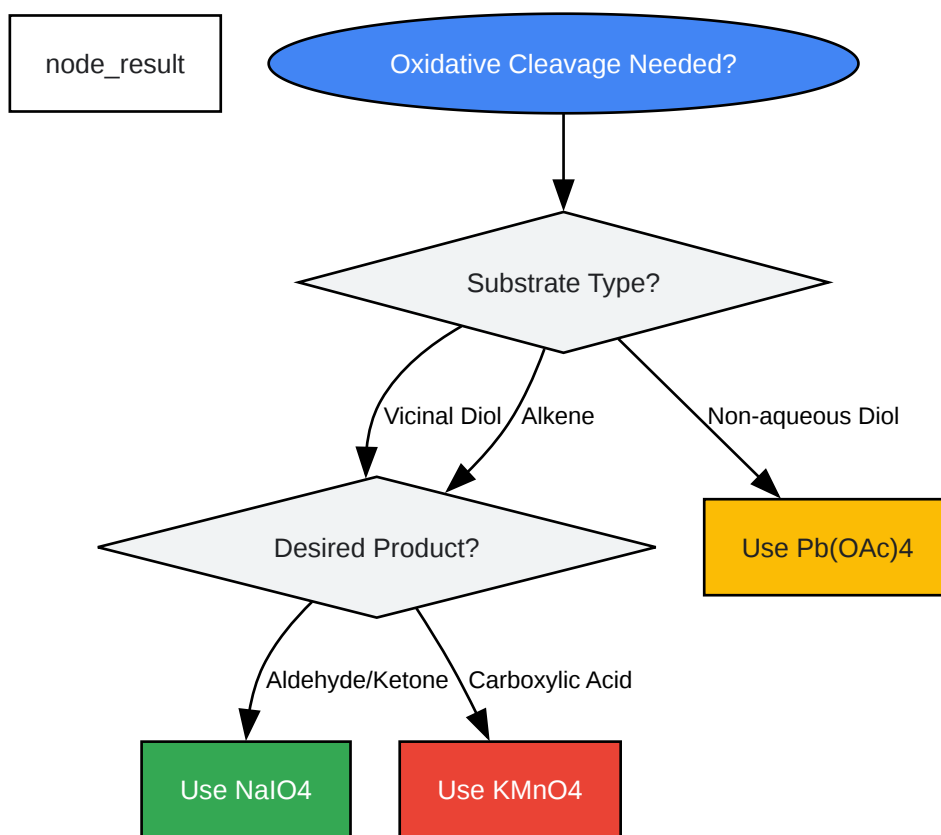 node_result
Oxidative Cleavage Needed?
Substrate Type?
Vicinal Diol
Alkene
Non-aqueous Diol
Desired Product?
Use Pb(OAc)4
Aldehyde/Ketone
Carboxylic Acid
Use NaIO4
Use KMnO4